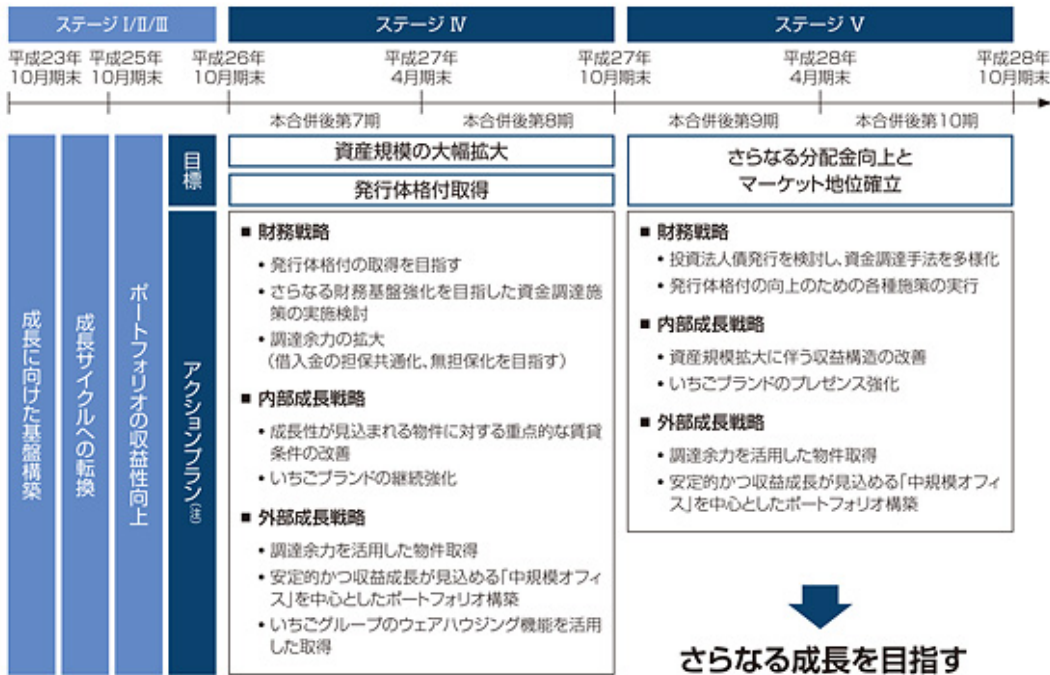 ステージ Ⅰ/Ⅱ/Ⅲ
ステージ Ⅳ
ステージ Ⅴ
平成23年
10月期末
平成25年
10月期末
平成26年
10月期末
平成27年
4月期末
平成27年
10月期末
平成28年
4月期末
平成28年
10月期末
本合併後第7期
本合併後第8期
本合併後第9期
本合併後第10期
成長に向けた基盤構築
成長サイクルへの転換
ポートフォリオの収益性向上
目標
資産規模の大幅拡大
発行体格付取得
さらなる分配金向上と
マーケット地位確立
アクションプラン(注)
■ 財務戦略
• 発行体格付の取得を目指す
• さらなる財務基盤強化を目指した資金調達施
策の実施検討
• 調達余力の拡大
(借入金の担保共通化、無担保化を目指す)
■ 内部成長戦略
• 成長性が見込まれる物件に対する重点的な賃貸
条件の改善
• いちごブランドの継続強化
■ 外部成長戦略
• 調達余力を活用した物件取得
• 安定的かつ収益成長が見込める「中規模オフィ
ス」を中心としたポートフォリオ構築
• いちごグループのウェアハウジング機能を活用
した取得
■ 財務戦略
• 投資法人債発行を検討し、資金調達手法を多様化
• 発行体格付の向上のための各種施策の実行
■ 内部成長戦略
• 資産規模拡大に伴う収益構造の改善
• いちごブランドのプレゼンス強化
■ 外部成長戦略
• 調達余力を活用した物件取得
• 安定的かつ収益成長が見込める「中規模オフィ
ス」を中心としたポートフォリオ構築
さらなる成長を目指す